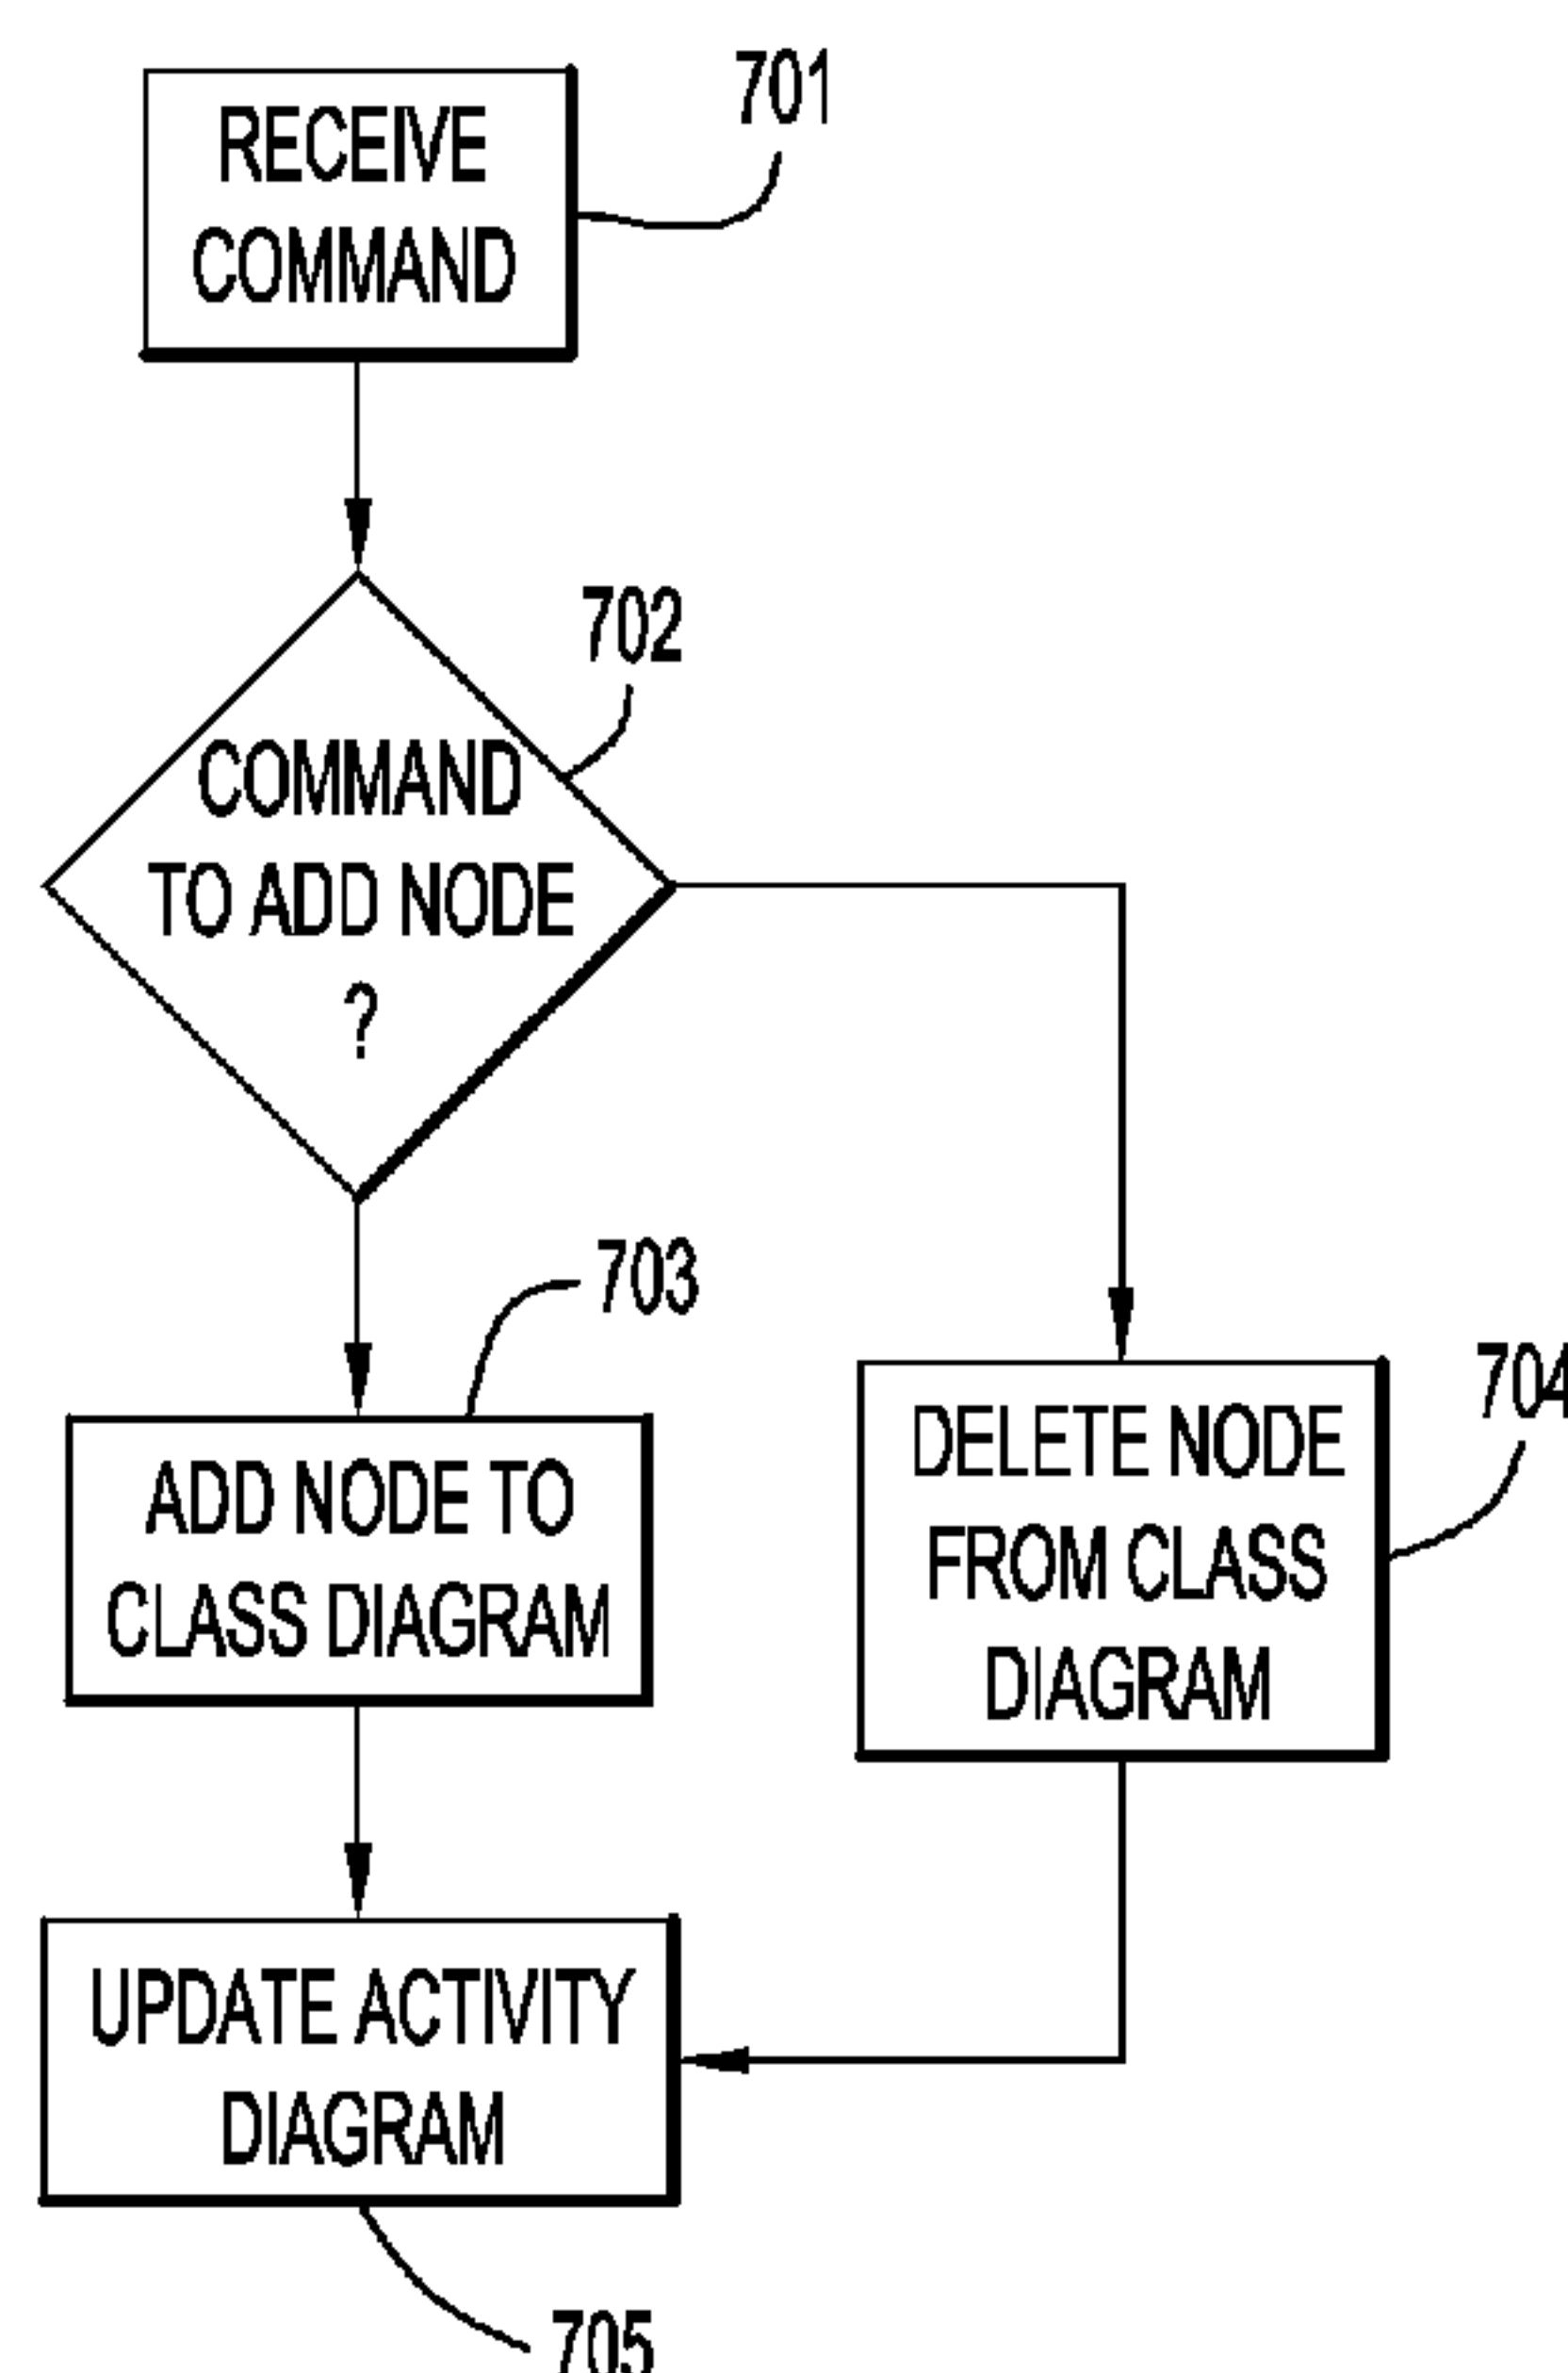 701
RECEIVE
COMMAND
702
COMMAND
TO ADD NODE
?
703
ADD NODE TO
CLASS DIAGRAM
704
DELETE NODE
FROM CLASS
DIAGRAM
UPDATE ACTIVITY
DIAGRAM
705